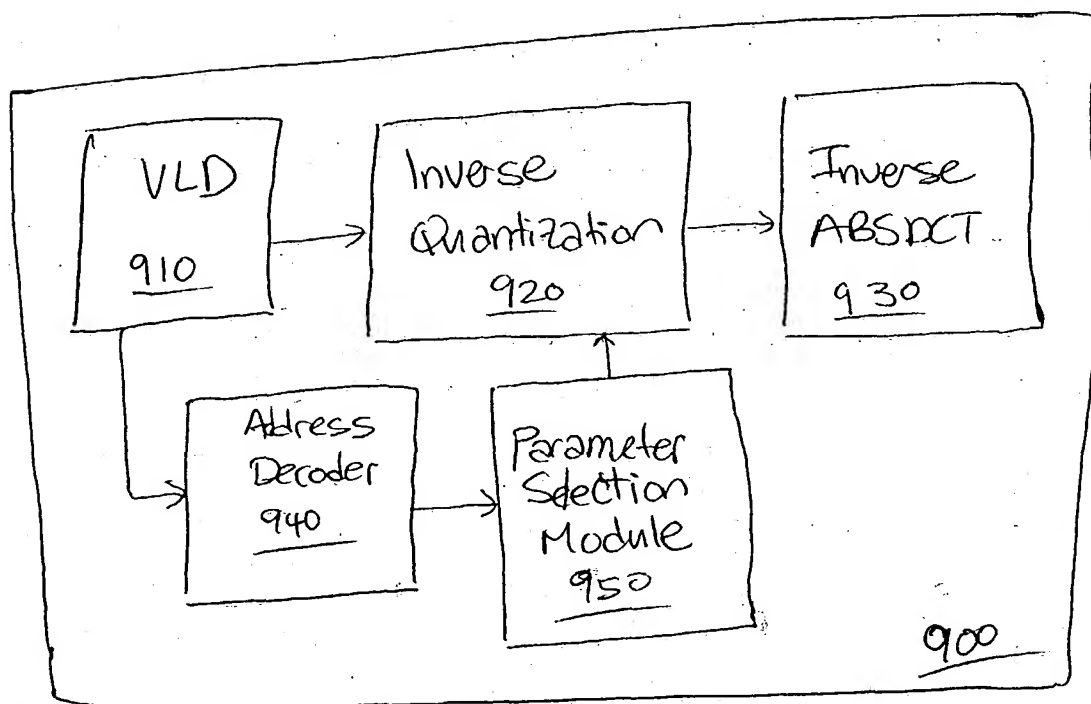 VLD
910
Inverse
Quantization
920
Inverse
ABSDCT
930
Address
Decoder
940
Parameter
Selection
Module
950
900